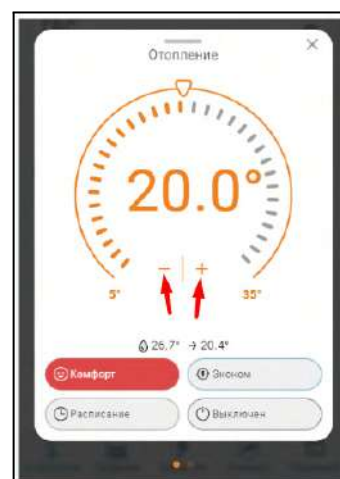 Отопление
20.0°
− | +
5° 35°
26.7° → 20.4°
Комфорт Эконом
Расписание Выключен